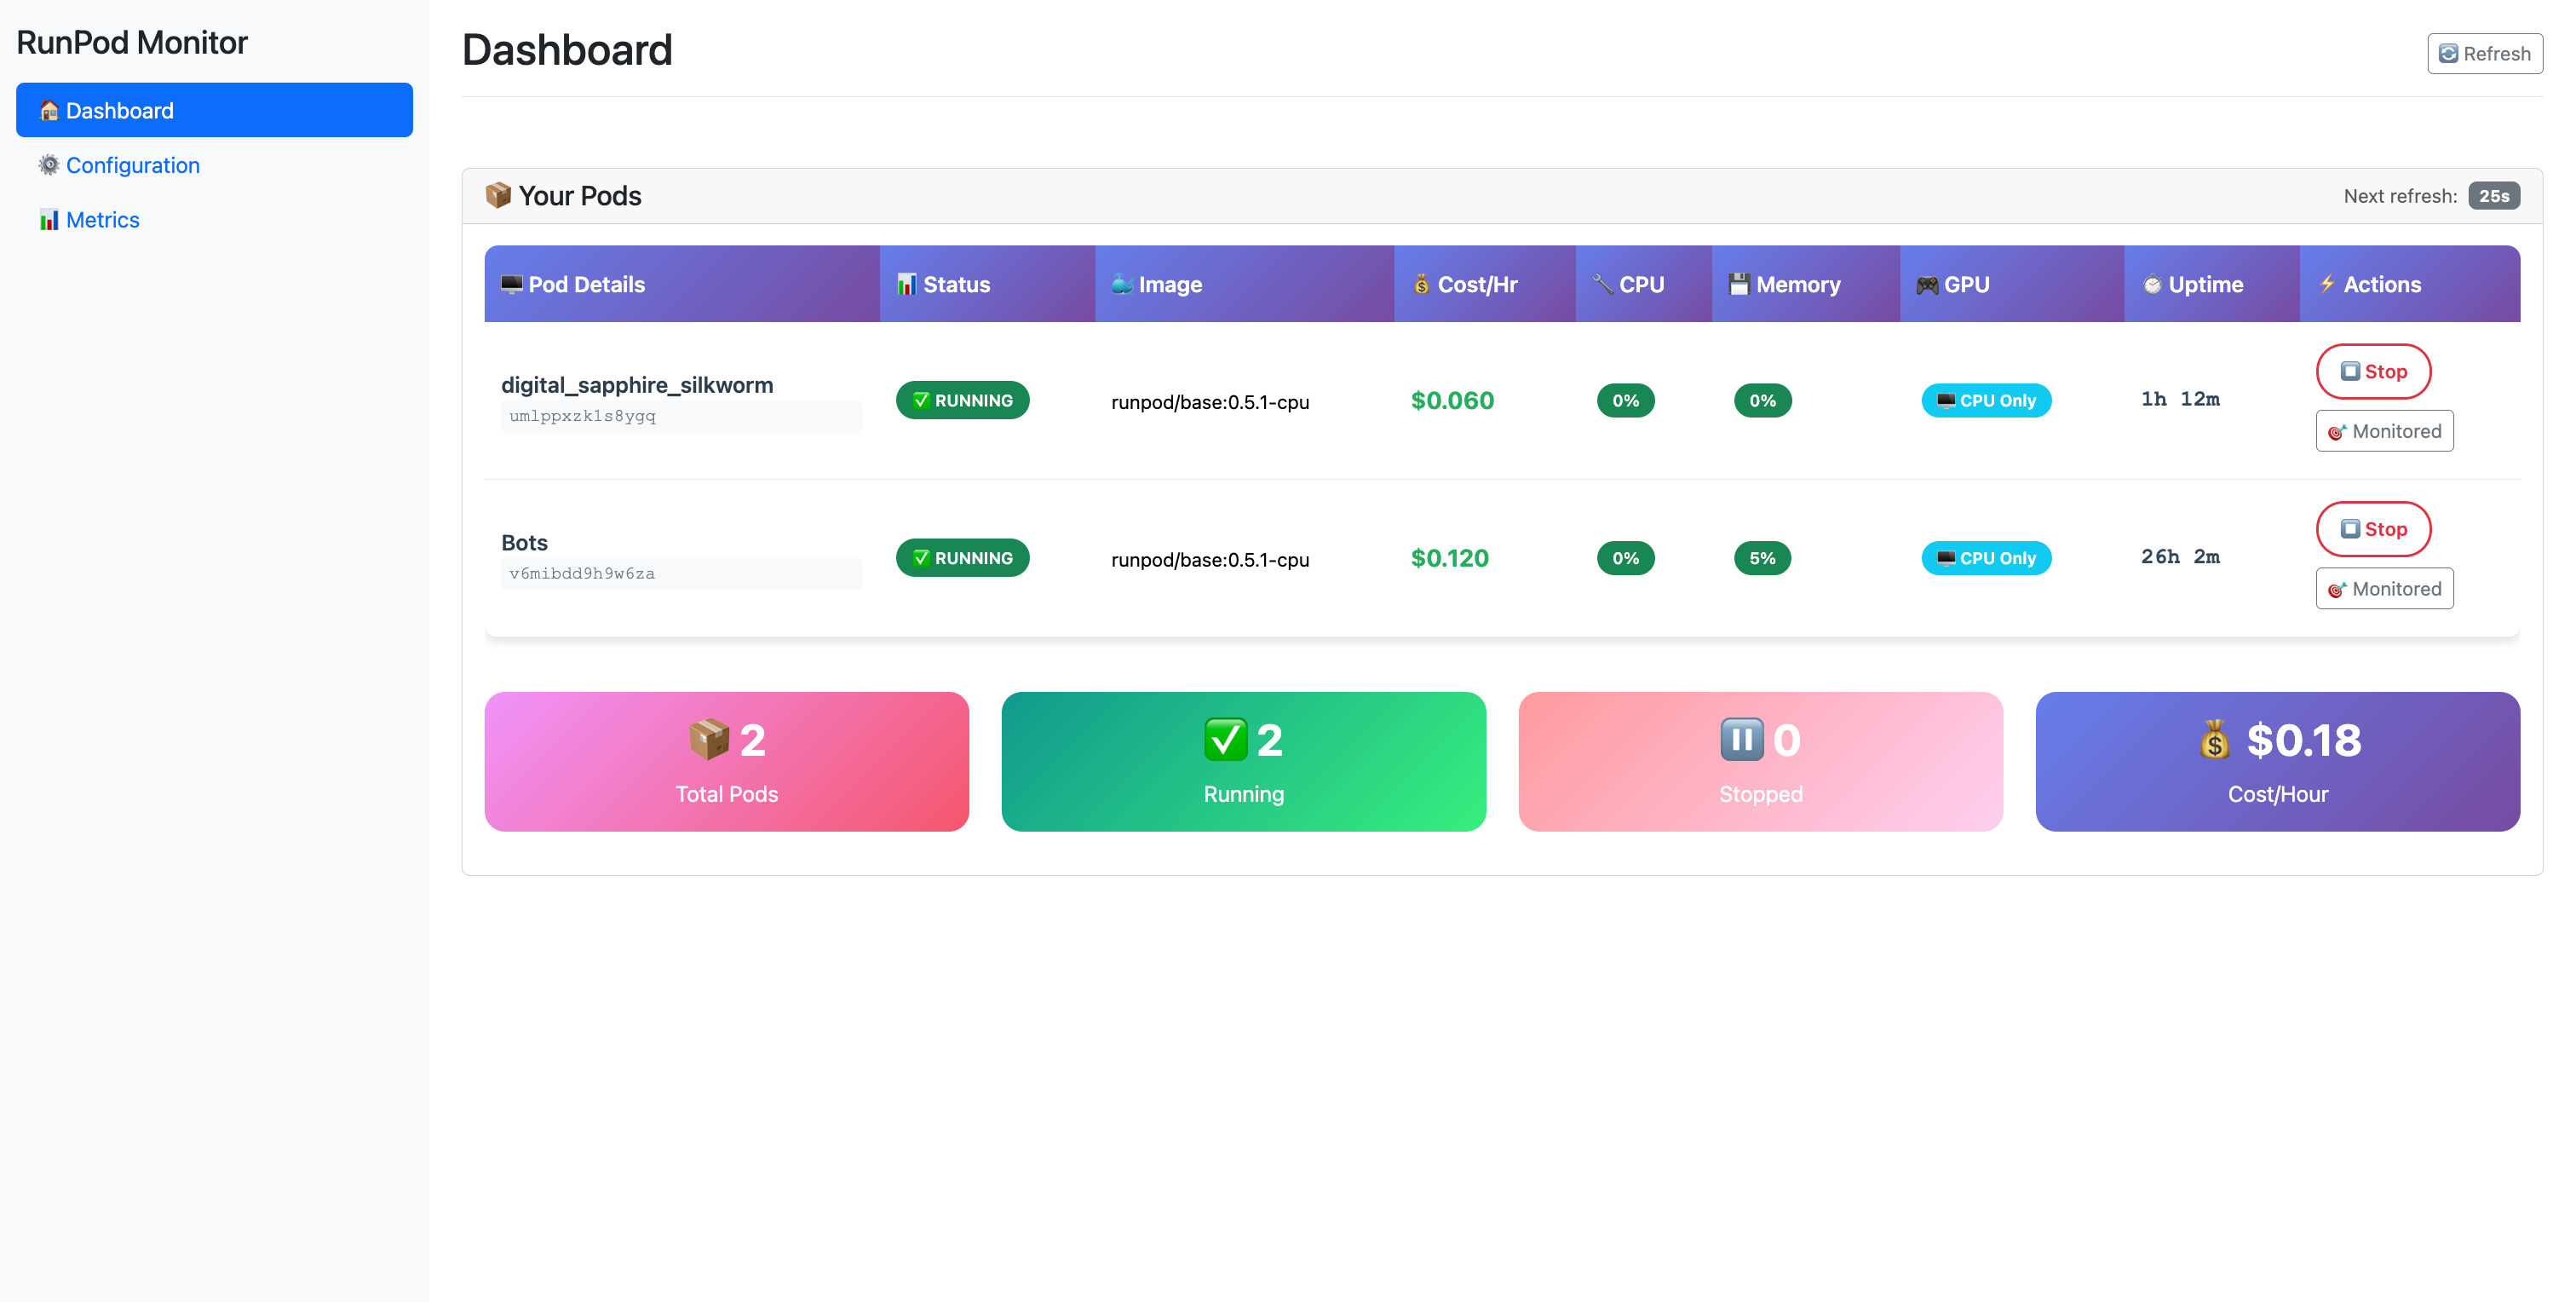 RunPod Monitor
Dashboard
Configuration
Metrics
Dashboard
Refresh
Your Pods
Next refresh: 25s
Pod Details Status Image Cost/Hr CPU Memory GPU Uptime Actions
digital_sapphire_silkworm
umlppxzk1s8ygq
RUNNING runpod/base:0.5.1-cpu $0.060 0% 0% CPU Only 1h 12m
Stop
Monitored
Bots
v6mibdd9h9w6za
RUNNING runpod/base:0.5.1-cpu $0.120 0% 5% CPU Only 26h 2m
Stop
Monitored
2
Total Pods
2
Running
0
Stopped
$0.18
Cost/Hour